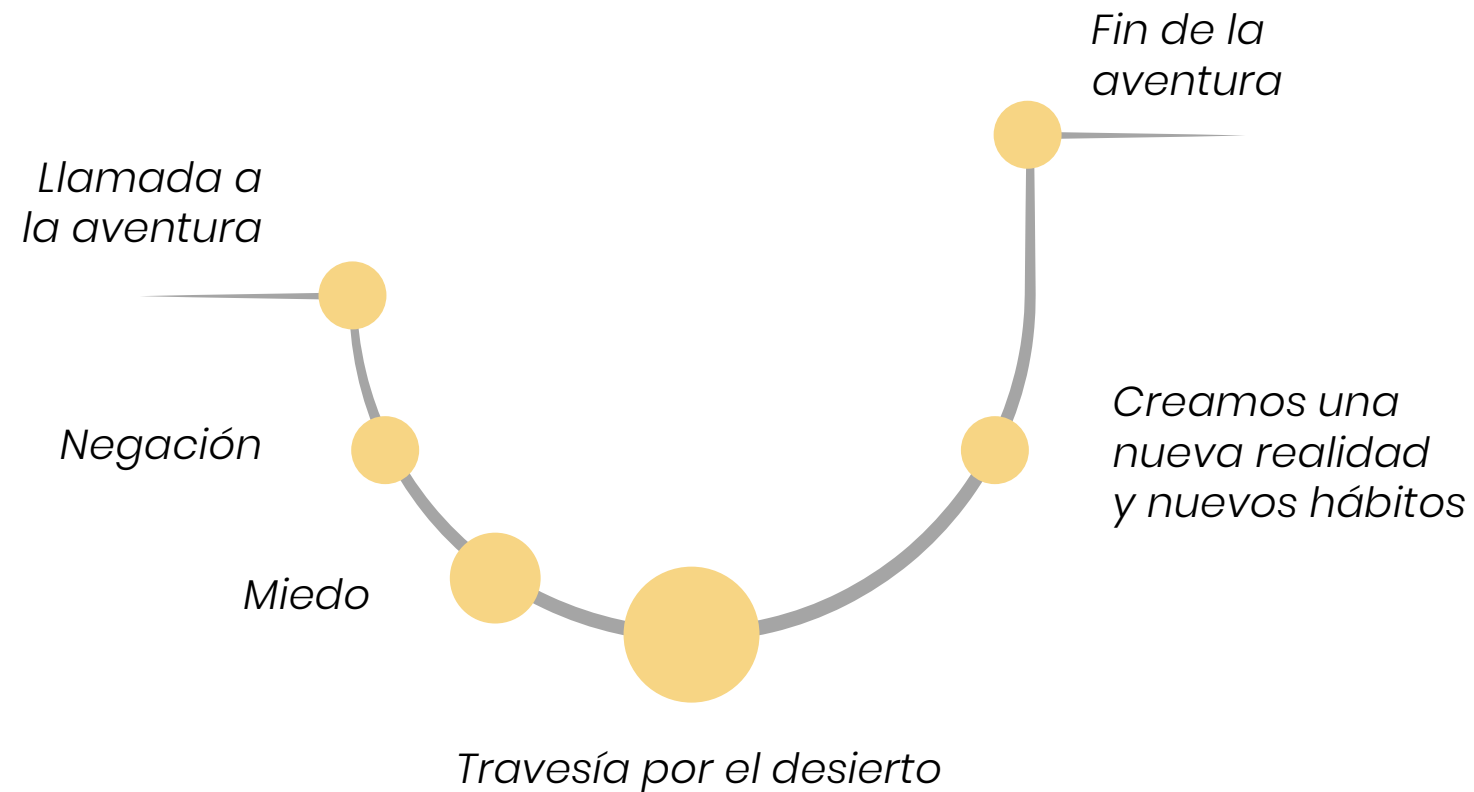 Llamada a
la aventura
Negación
Miedo
Travesía por el desierto
Creamos una
nueva realidad
y nuevos hábitos
Fin de la
aventura